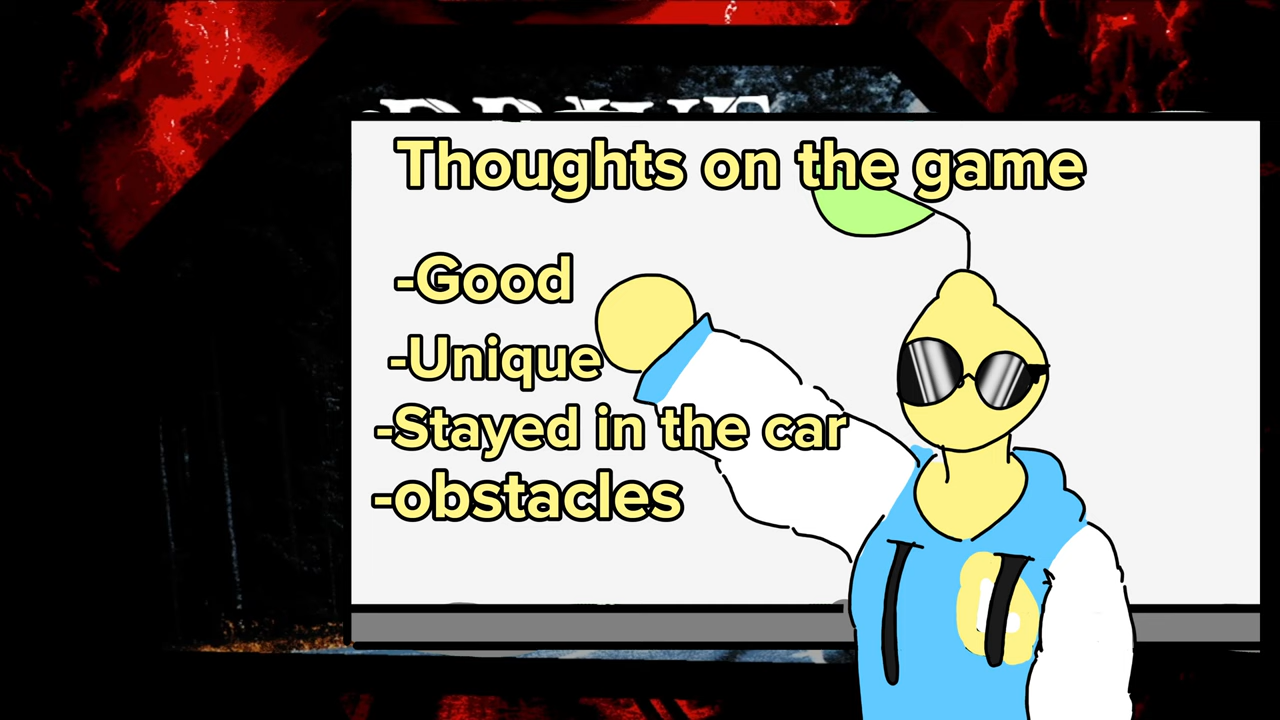 Thoughts on the game
-Good
-Unique
-Stayed in the car
-obstacles